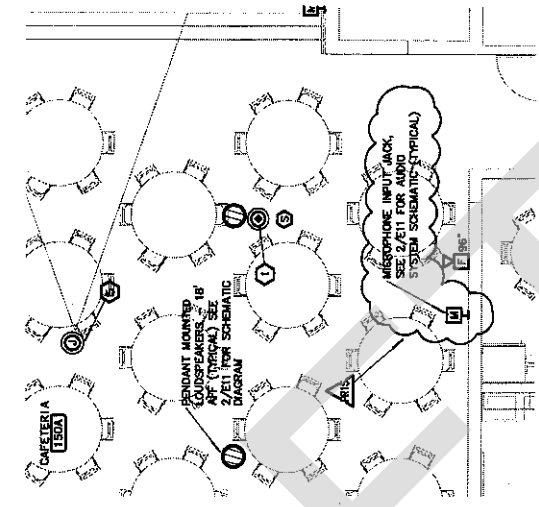 MICROPHONE INPUT JACK,
SEE 2/E11 FOR AUDIO
SYSTEM SCHEMATIC (TYPICAL)
F 96"
M
S
1
J
PENDANT MOUNTED
LOUDSPEAKERS, 18'
AFF (TYPICAL) SEE
2/E11 FOR SCHEMATIC
DIAGRAM
CAFETERIA
150A